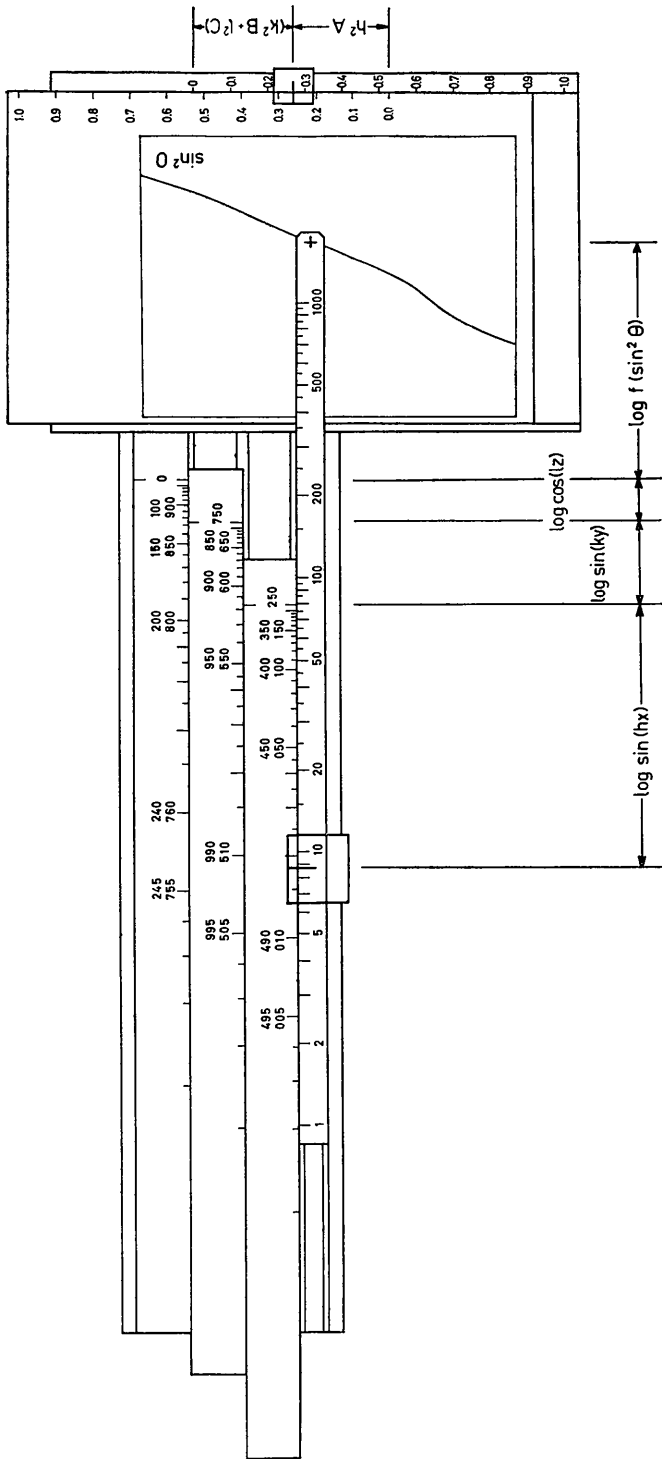 (k² B + l² C)
h² A
1.0
0.9
0.8
0.7
0.6
0.5
0.4
0.3
0.2
0.1
0.0
-0
-0.1
-0.2
-0.3
-0.4
-0.5
-0.6
-0.7
-0.8
-0.9
-1.0
sin² θ
245 240 200 150 100 0
755 760 800 850 900
995 990 950 900 850 750
505 510 550 600 650
495 490 450 400 350 250
005 010 050 100 150
1 2 5 10 20 50 100 200 500 1000
log cos(lz)
log sin(ky)
log sin(hx)
log f (sin² θ)